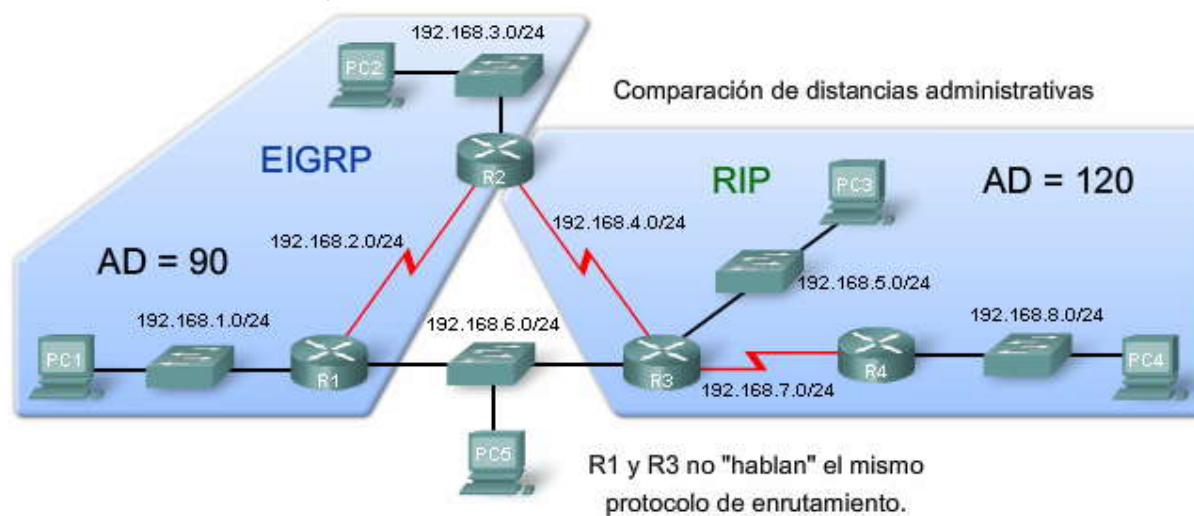 192.168.3.0/24
PC2
Comparación de distancias administrativas
EIGRP
R2
RIP
PC3
AD = 120
192.168.4.0/24
192.168.2.0/24
AD = 90
192.168.5.0/24
192.168.1.0/24
192.168.6.0/24
192.168.8.0/24
PC1
R1
R3
R4
PC4
192.168.7.0/24
PC5
R1 y R3 no "hablan" el mismo
protocolo de enrutamiento.